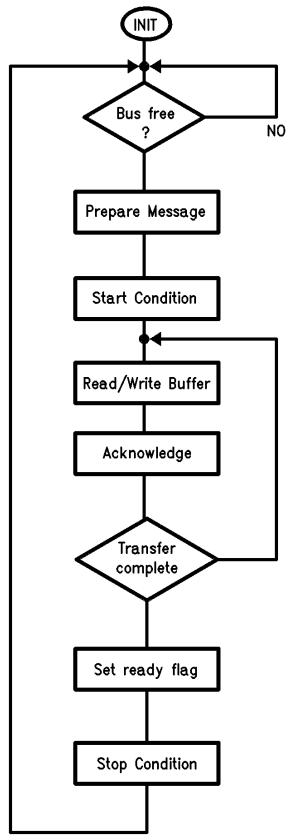 INIT
Bus free
?
NO
Prepare Message
Start Condition
Read/Write Buffer
Acknowledge
Transfer
complete
Set ready flag
Stop Condition